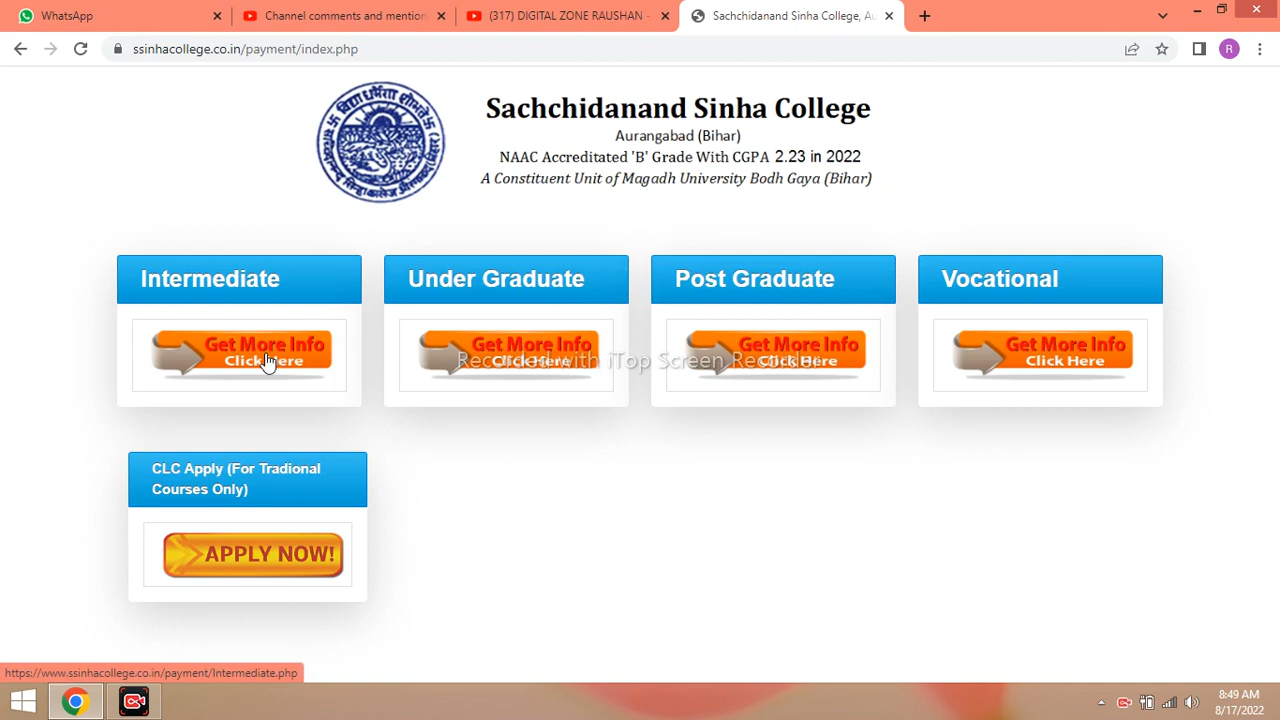 WhatsApp
Channel comments and mention
(317) DIGITAL ZONE RAUSHAN -
Sachchidanand Sinha College, Au
ssinhacollege.co.in/payment/index.php
R
Sachchidanand Sinha College
Aurangabad (Bihar)
NAAC Accredited 'B' Grade With CGPA 2.23 in 2022
A Constituent Unit of Magadh University Bodh Gaya (Bihar)
Intermediate
Under Graduate
Post Graduate
Vocational
Get More Info
Click Here
Get More Info
Click Here
Get More Info
Click Here
Get More Info
Click Here
Recorded with iTop Screen Recorder
CLC Apply (For Tradional
Courses Only)
APPLY NOW!
https://www.ssinhacollege.co.in/payment/Intermediate.php
8:49 AM
8/17/2022